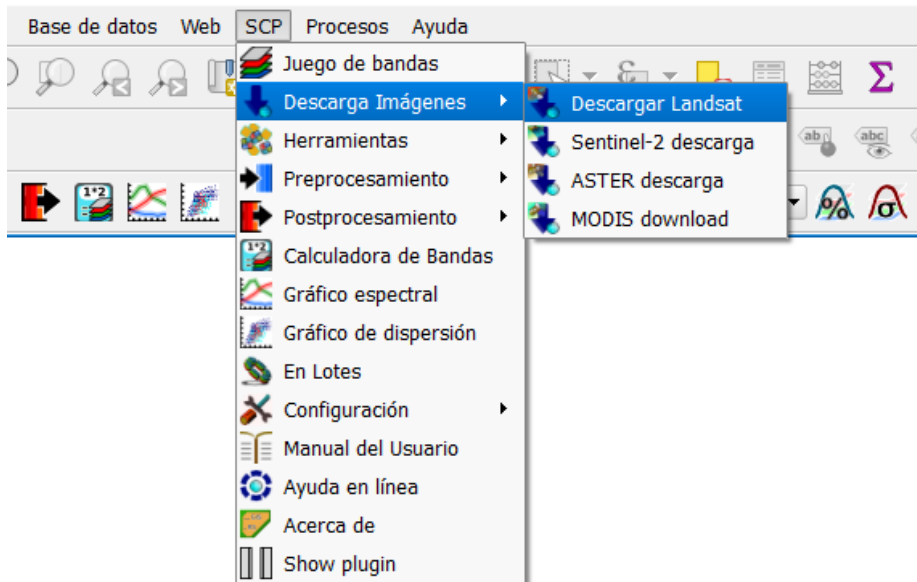 Base de datos Web SCP Procesos Ayuda
Juego de bandas
Descarga Imágenes
Herramientas
Preprocesamiento
Postprocesamiento
Calculadora de Bandas
Gráfico espectral
Gráfico de dispersión
En Lotes
Configuración
Manual del Usuario
Ayuda en línea
Acerca de
Show plugin
Descargar Landsat
Sentinel-2 descarga
ASTER descarga
MODIS download